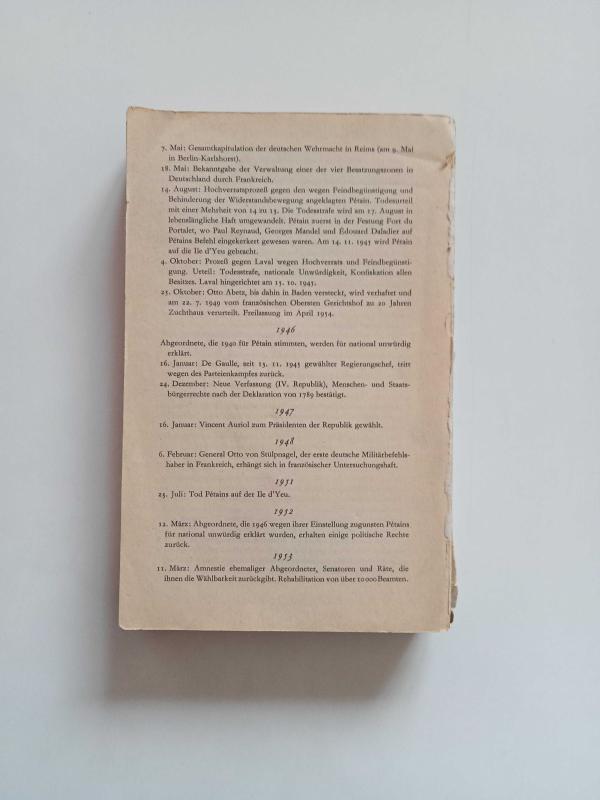 7. Mai: Gesamtkapitulation der deutschen Wehrmacht in Reims (am 9. Mai
in Berlin-Karlshorst).
18. Mai: Bekanntgabe der Verwaltung einer der vier Besatzungszonen in
Deutschland durch Frankreich.
14. August: Hochverratsprozeß gegen den wegen Feindbegünstigung und
Behinderung der Widerstandsbewegung angeklagten Pétain. Todesurteil
mit einer Mehrheit von 14 zu 13. Die Todesstrafe wird am 17. August in
lebenslängliche Haft umgewandelt. Pétain zuerst in der Festung Fort du
Portalet, wo Paul Reynaud, Georges Mandel und Édouard Daladier auf
Pétains Befehl eingekerkert gewesen waren. Am 14. 11. 1945 wird Pétain
auf die Ile d'Yeu gebracht.
4. Oktober: Prozeß gegen Laval wegen Hochverrats und Feindbegünsti-
gung. Urteil: Todesstrafe, nationale Unwürdigkeit, Konfiskation allen
Besitzes. Laval hingerichtet am 15. 10. 1945.
25. Oktober: Otto Abetz, bis dahin in Baden versteckt, wird verhaftet und
am 22. 7. 1949 vom französischen Obersten Gerichtshof zu 20 Jahren
Zuchthaus verurteilt. Freilassung im April 1954.
1946
Abgeordnete, die 1940 für Pétain stimmten, werden für national unwürdig
erklärt.
16. Januar: De Gaulle, seit 13. 11. 1945 gewählter Regierungschef, tritt
wegen des Parteienkampfes zurück.
24. Dezember: Neue Verfassung (IV. Republik), Menschen- und Staats-
bürgerrechte nach der Deklaration von 1789 bestätigt.
1947
16. Januar: Vincent Auriol zum Präsidenten der Republik gewählt.
1948
6. Februar: General Otto von Stülpnagel, der erste deutsche Militärbefehls-
haber in Frankreich, erhängt sich in französischer Untersuchungshaft.
1951
23. Juli: Tod Pétains auf der Ile d'Yeu.
1952
12. März: Abgeordnete, die 1946 wegen ihrer Einstellung zugunsten Pétains
für national unwürdig erklärt wurden, erhalten einige politische Rechte
zurück.
1953
11. März: Amnestie ehemaliger Abgeordneter, Senatoren und Räte, die
ihnen die Wählbarkeit zurückgibt. Rehabilitation von über 10 000 Beamten.